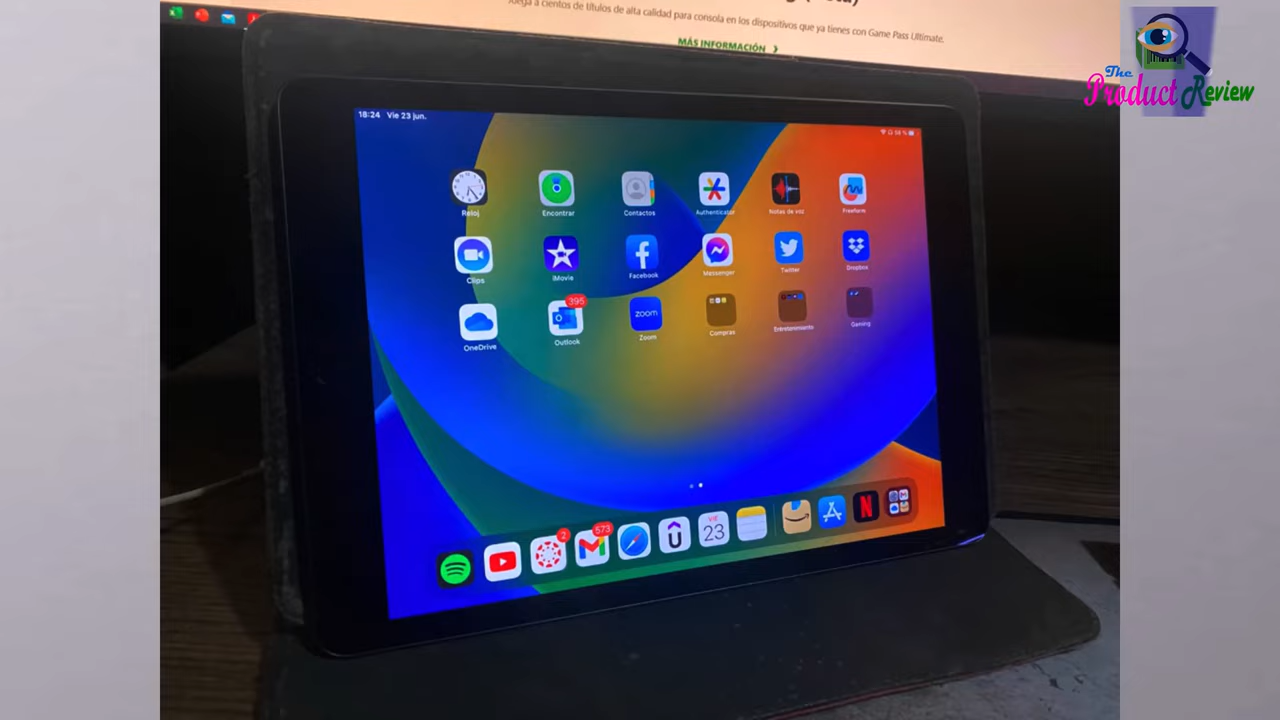 Juega a cientos de títulos de alta calidad para consola en los dispositivos que ya tienes con Game Pass Ultimate.
MÁS INFORMACIÓN
The
Product Review
18:24 Vie 23 jun.
58 %
Reloj
Encontrar
Contactos
Authenticator
Notas de voz
Freeform
Clips
iMovie
Facebook
Messenger
Twitter
Dropbox
395
zoom
OneDrive
Outlook
Zoom
Compras
Entretenimiento
Gaming
2
573
VIE
23
N